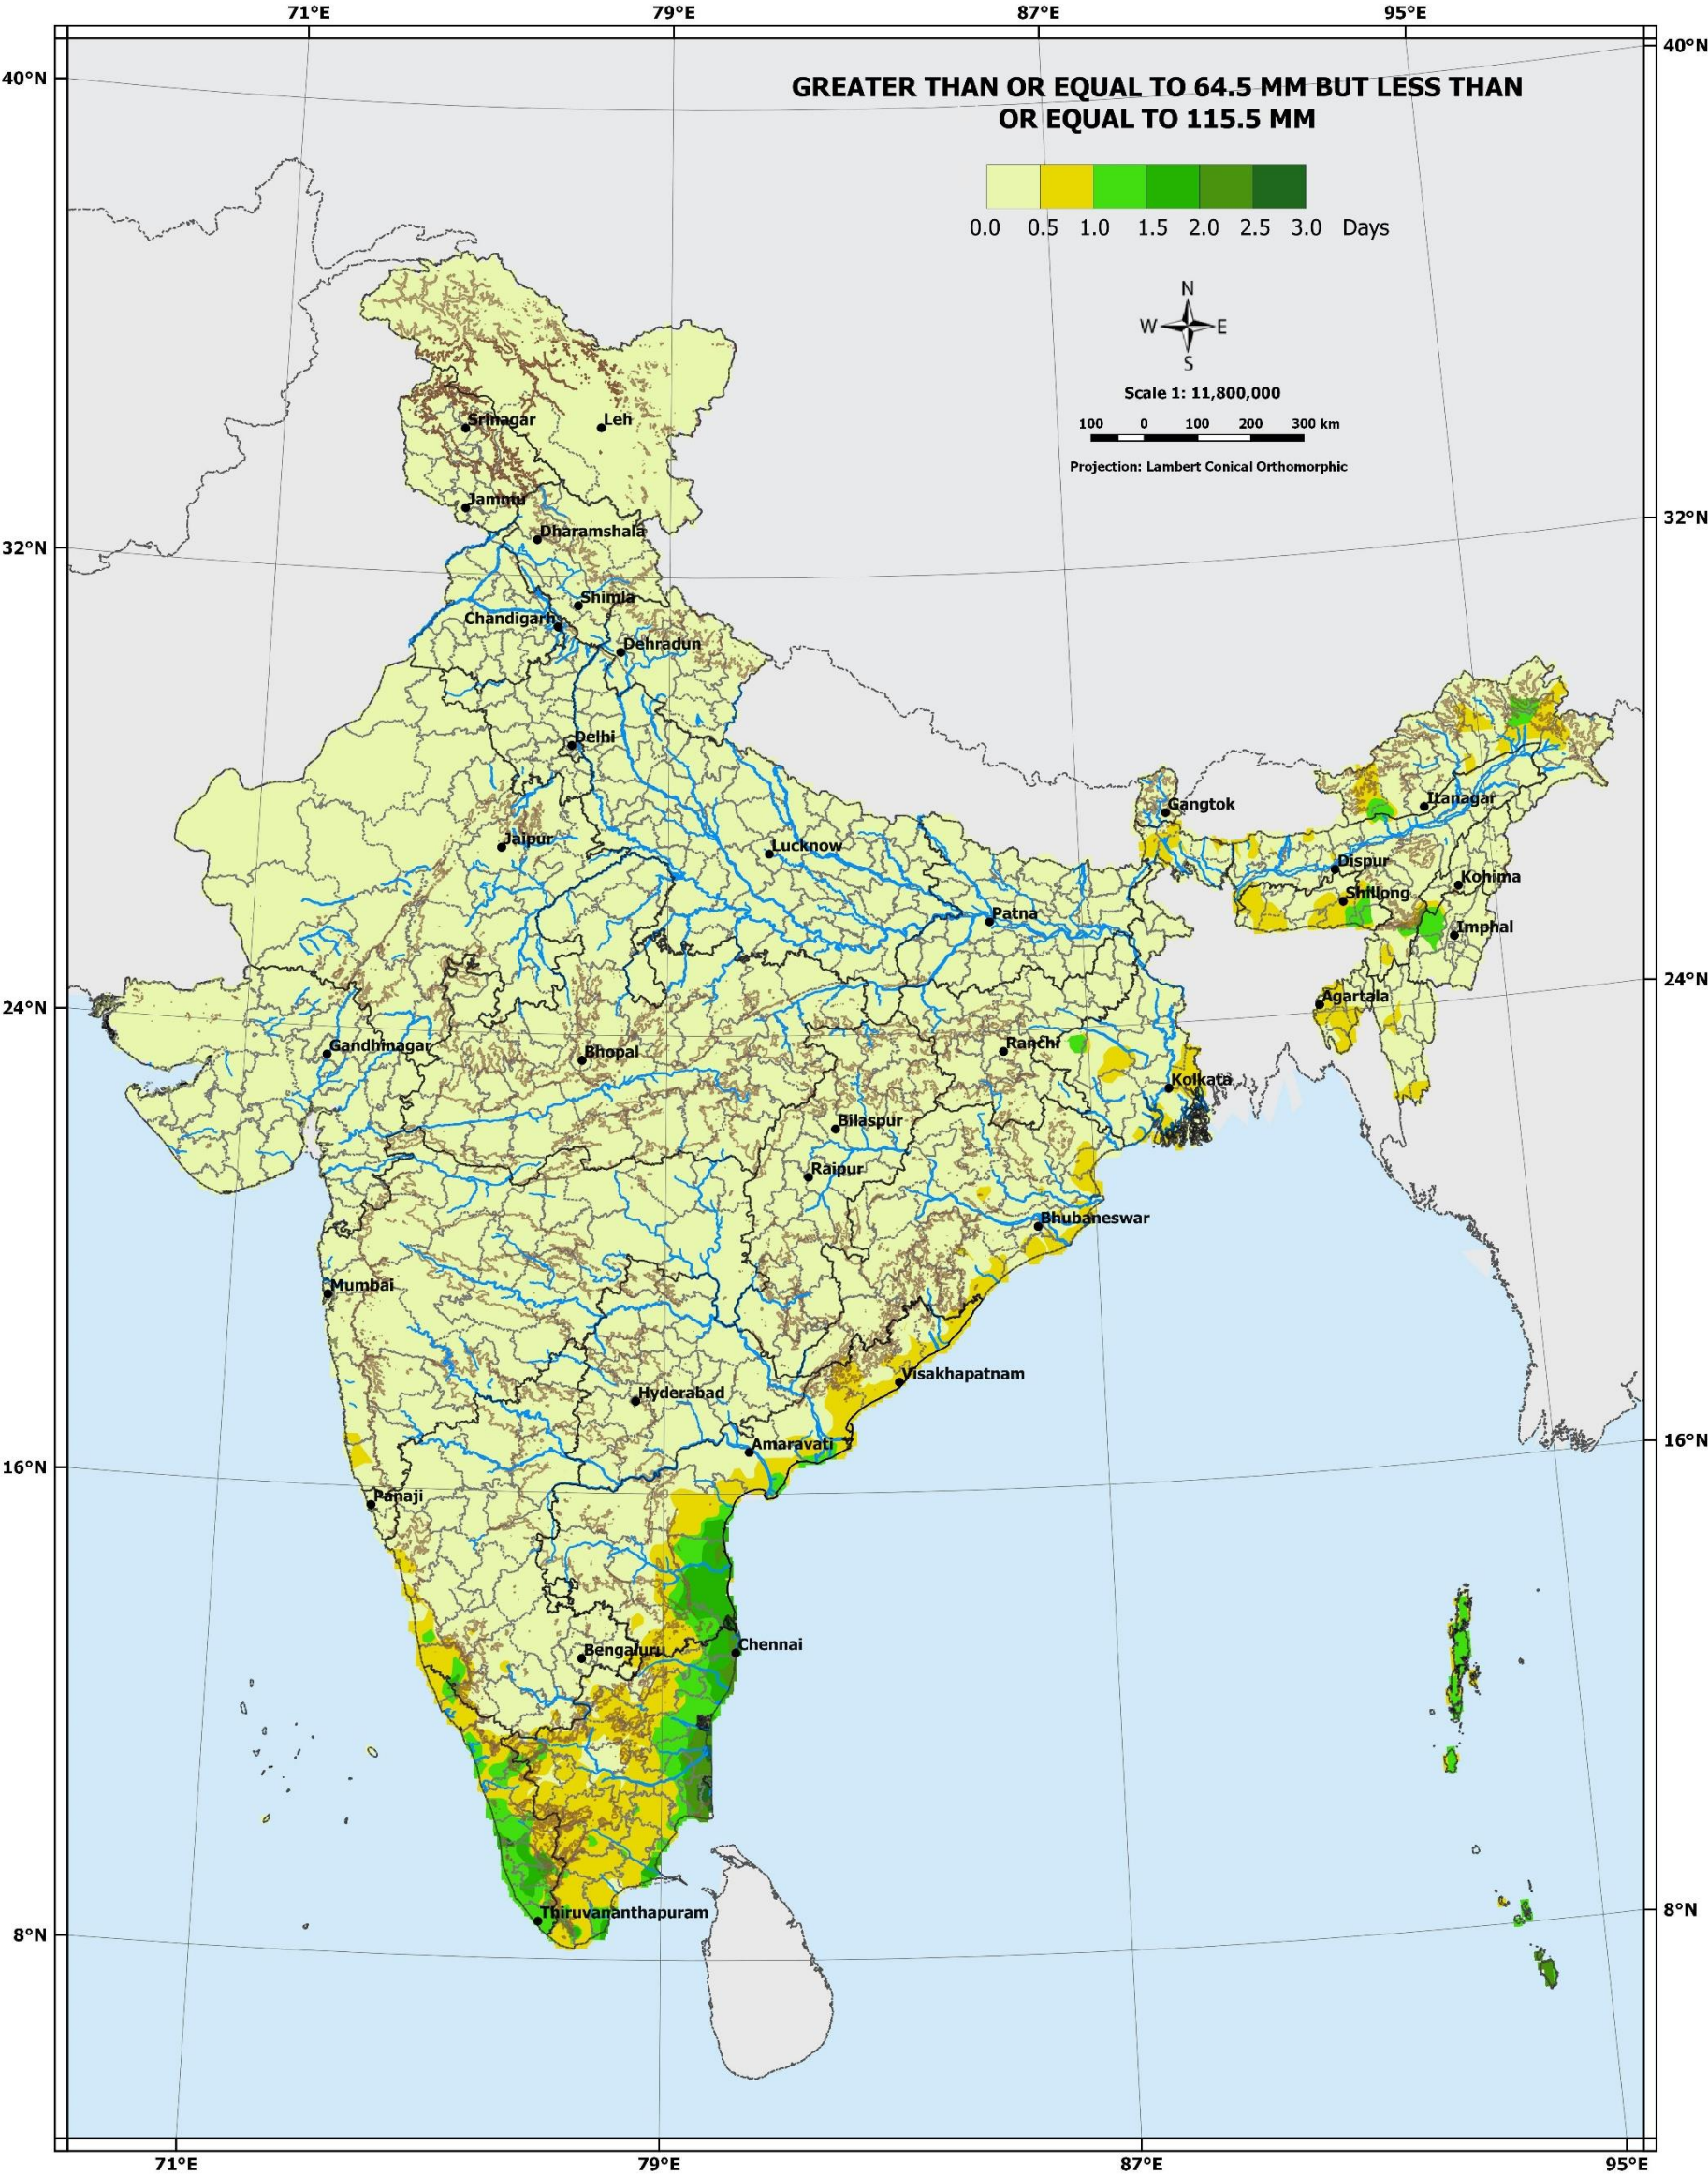 71°E 79°E 87°E 95°E
40°N 40°N
GREATER THAN OR EQUAL TO 64.5 MM BUT LESS THAN
OR EQUAL TO 115.5 MM
0.0 0.5 1.0 1.5 2.0 2.5 3.0 Days
N
W E
S
Scale 1: 11,800,000
100 0 100 200 300 km
Projection: Lambert Conical Orthomorphic
Srinagar
Leh
Jammu
32°N 32°N
Dharamshala
Shimla
Chandigarh
Dehradun
Delhi
Itanagar
Gangtok
Jaipur
Lucknow
Dispur
Kohima
Shillong
Patna
Imphal
24°N 24°N
Agartala
Gandhinagar
Bhopal
Ranchi
Kolkata
Bilaspur
Raipur
Bhubaneswar
Mumbai
Visakhapatnam
Hyderabad
Amaravati
16°N 16°N
Panaji
Bengaluru
Chennai
Thiruvananthapuram
8°N 8°N
71°E 79°E 87°E 95°E